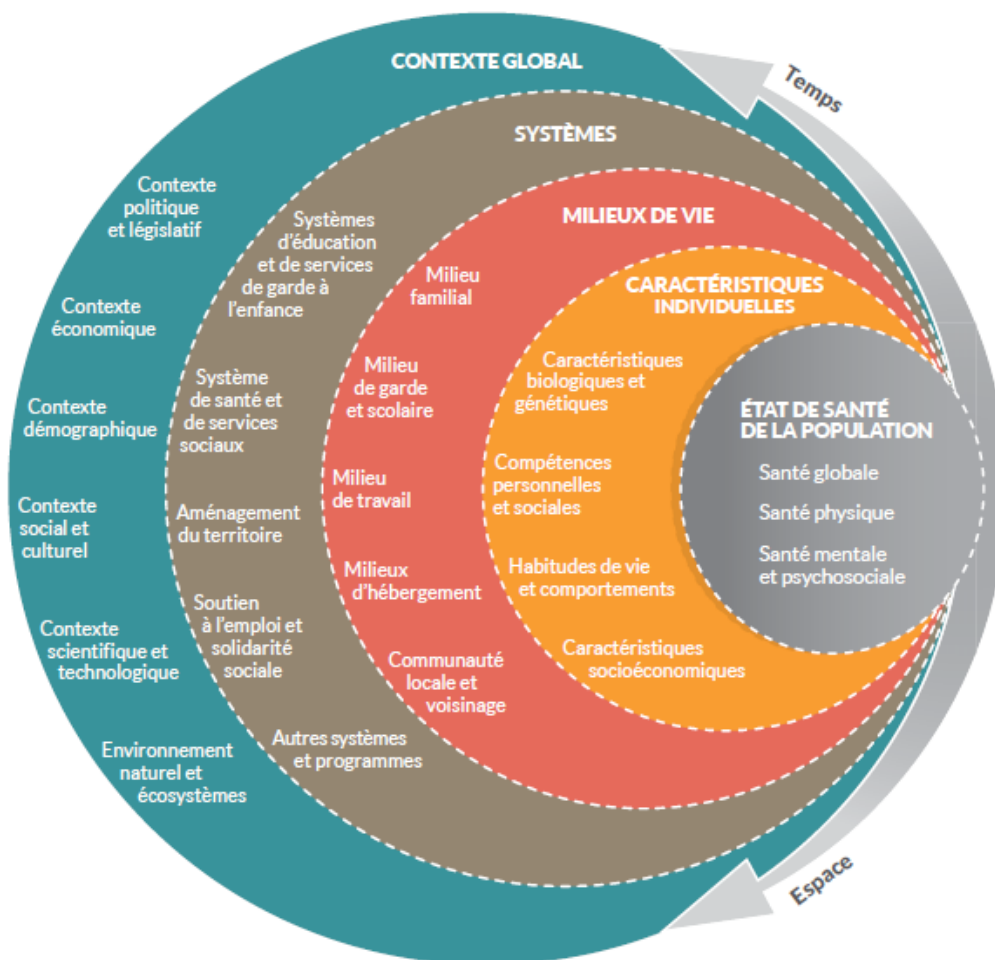 CONTEXTE GLOBAL
Contexte
politique
et législatif
Contexte
économique
Contexte
démographique
Contexte
social et
culturel
Contexte
scientifique et
technologique
Environnement
naturel et
écosystèmes
SYSTÈMES
Systèmes
d'éducation
et de services
de garde à
l'enfance
Système
de santé et
de services
sociaux
Aménagement
du territoire
Soutien
à l'emploi et
solidarité
sociale
Autres systèmes
et programmes
MILIEUX DE VIE
Milieu
familial
Milieu
de garde
et scolaire
Milieu
de travail
Milieux
d'hébergement
Communauté
locale et
voisinage
CARACTÉRISTIQUES
INDIVIDUELLES
Caractéristiques
biologiques et
génétiques
Compétences
personnelles
et sociales
Habitudes de vie
et comportements
Caractéristiques
socioéconomiques
ÉTAT DE SANTÉ
DE LA POPULATION
Santé globale
Santé physique
Santé mentale
et psychosociale
Temps
Espace